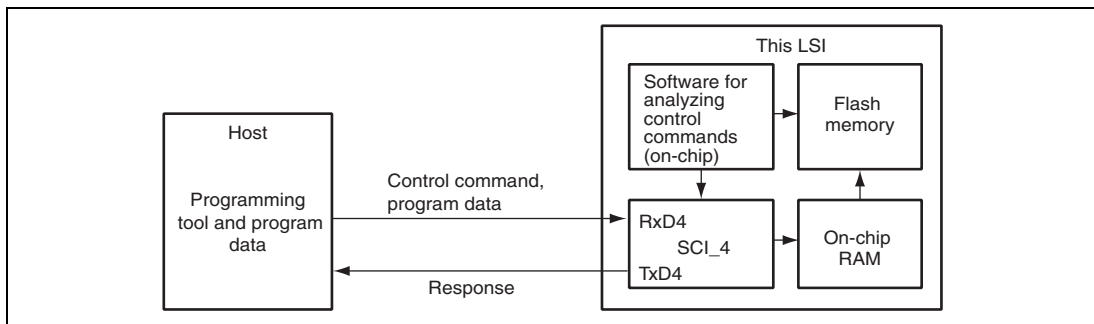 This LSI
Host
Programming
tool and program
data
Control command,
program data
Response
Software for
analyzing
control
commands
(on-chip)
Flash
memory
RxD4
SCI_4
TxD4
On-chip
RAM